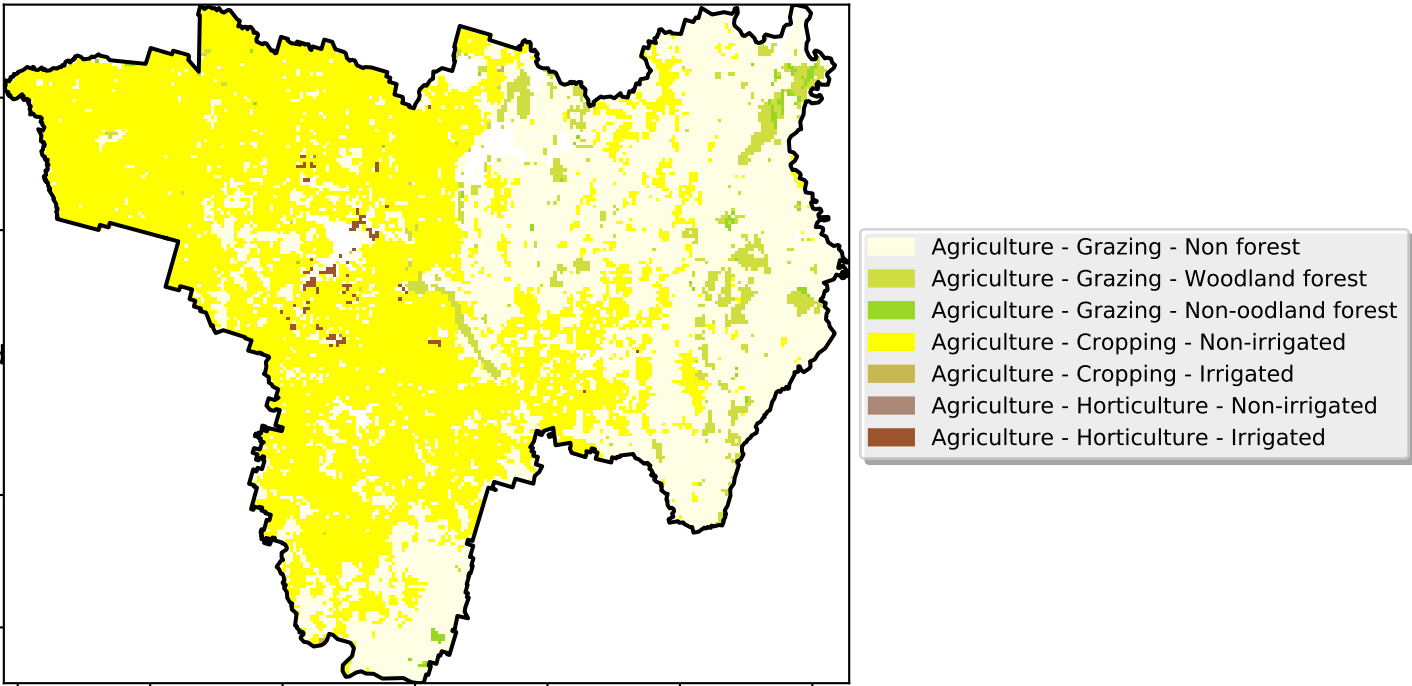 Agriculture - Grazing - Non forest
Agriculture - Grazing - Woodland forest
Agriculture - Grazing - Non-oodland forest
Agriculture - Cropping - Non-irrigated
Agriculture - Cropping - Irrigated
Agriculture - Horticulture - Non-irrigated
Agriculture - Horticulture - Irrigated